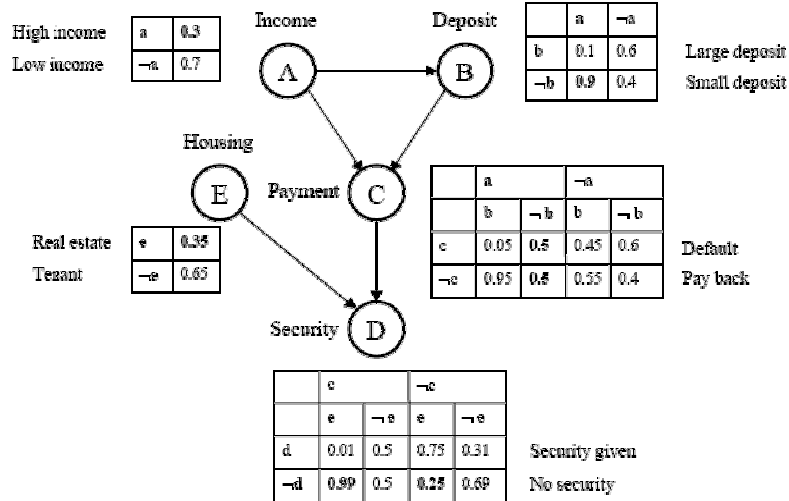 Income Deposit
High income a 0.3
Low income ¬a 0.7
A B
a ¬a
b 0.1 0.6 Large deposit
¬b 0.9 0.4 Small deposit
Housing
E Payment C
Real estate e 0.35
Tenant ¬e 0.65
a ¬a
b ¬b b ¬b
c 0.05 0.5 0.45 0.6 Default
¬c 0.95 0.5 0.55 0.4 Pay back
Security D
c ¬c
e ¬e e ¬e
d 0.01 0.5 0.75 0.31 Security given
¬d 0.99 0.5 0.25 0.69 No security